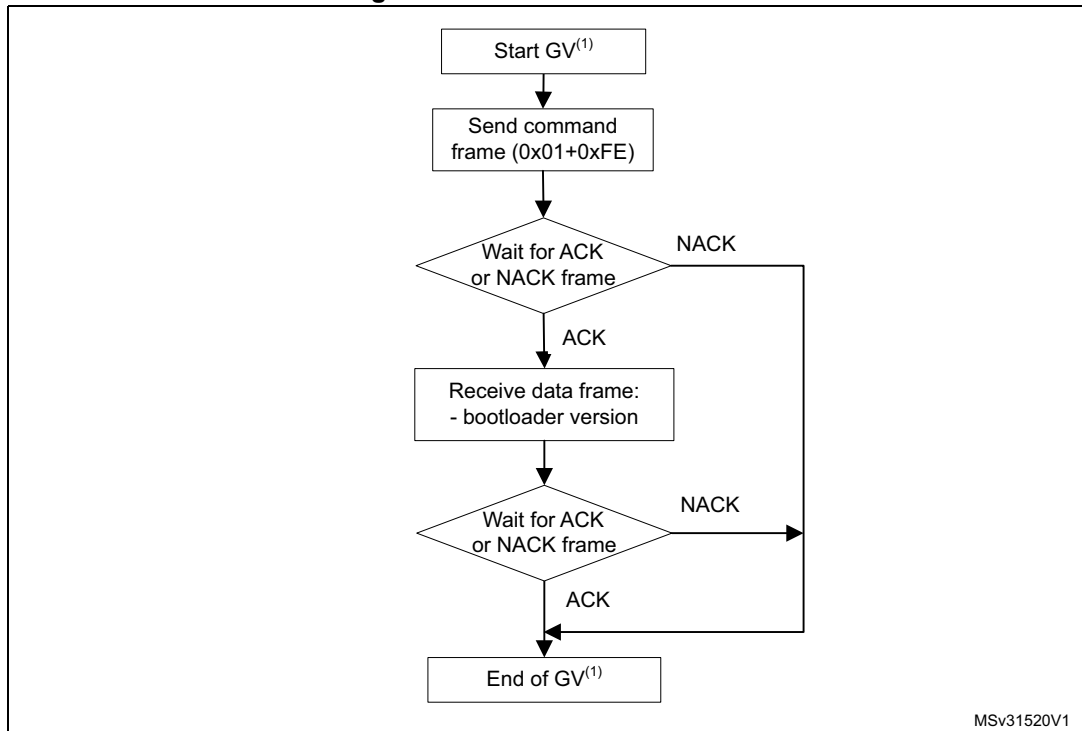 Start GV(1)
Send command
frame (0x01+0xFE)
Wait for ACK
or NACK frame
NACK
ACK
Receive data frame:
- bootloader version
Wait for ACK
or NACK frame
NACK
ACK
End of GV(1)
MSv31520V1